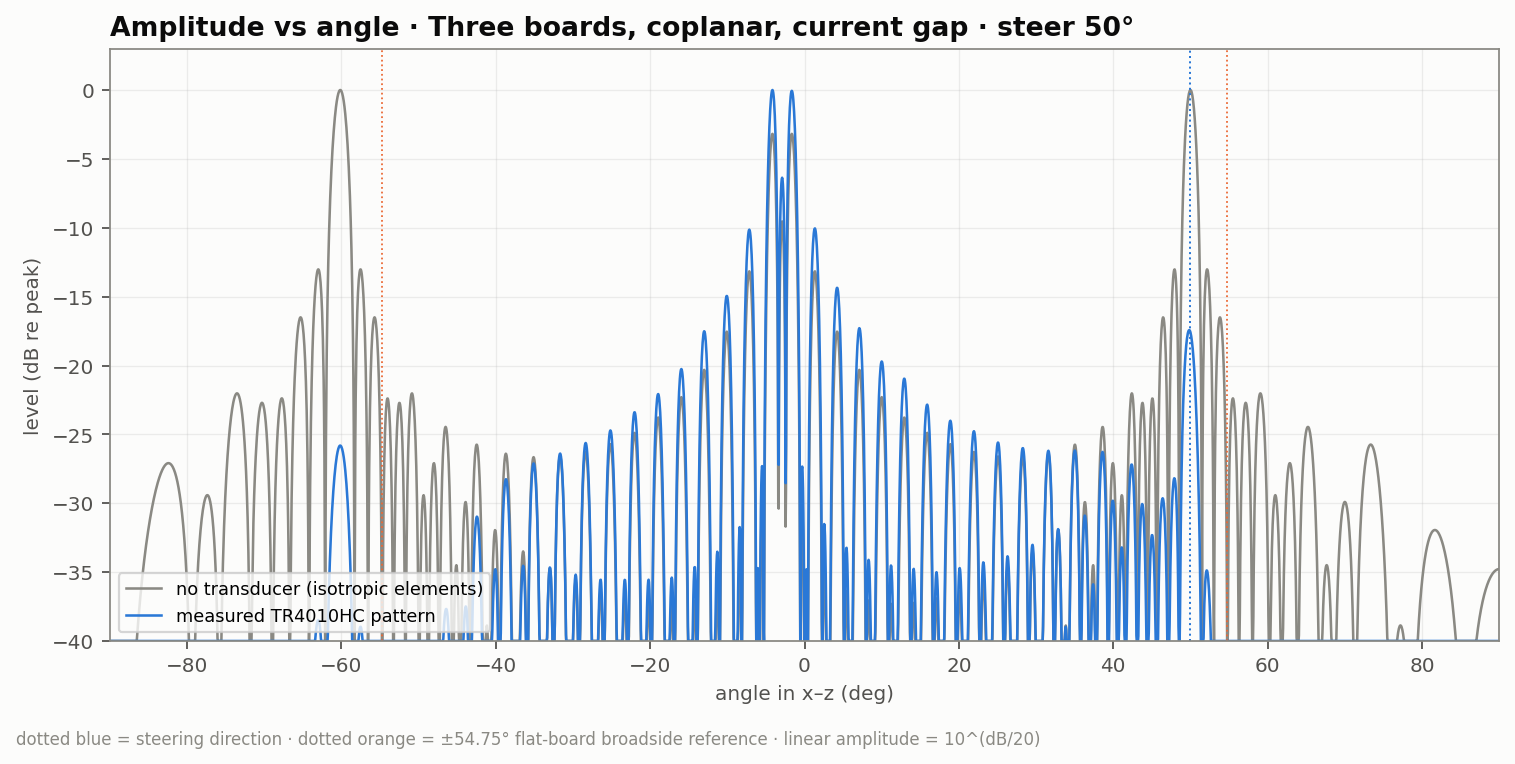 Amplitude vs angle · Three boards, coplanar, current gap · steer 50°
0
−5
−10
−15
−20
−25
−30
−35
−40
level (dB re peak)
no transducer (isotropic elements)
measured TR4010HC pattern
−80 −60 −40 −20 0 20 40 60 80
angle in x–z (deg)
dotted blue = steering direction · dotted orange = ±54.75° flat-board broadside reference · linear amplitude = 10^(dB/20)